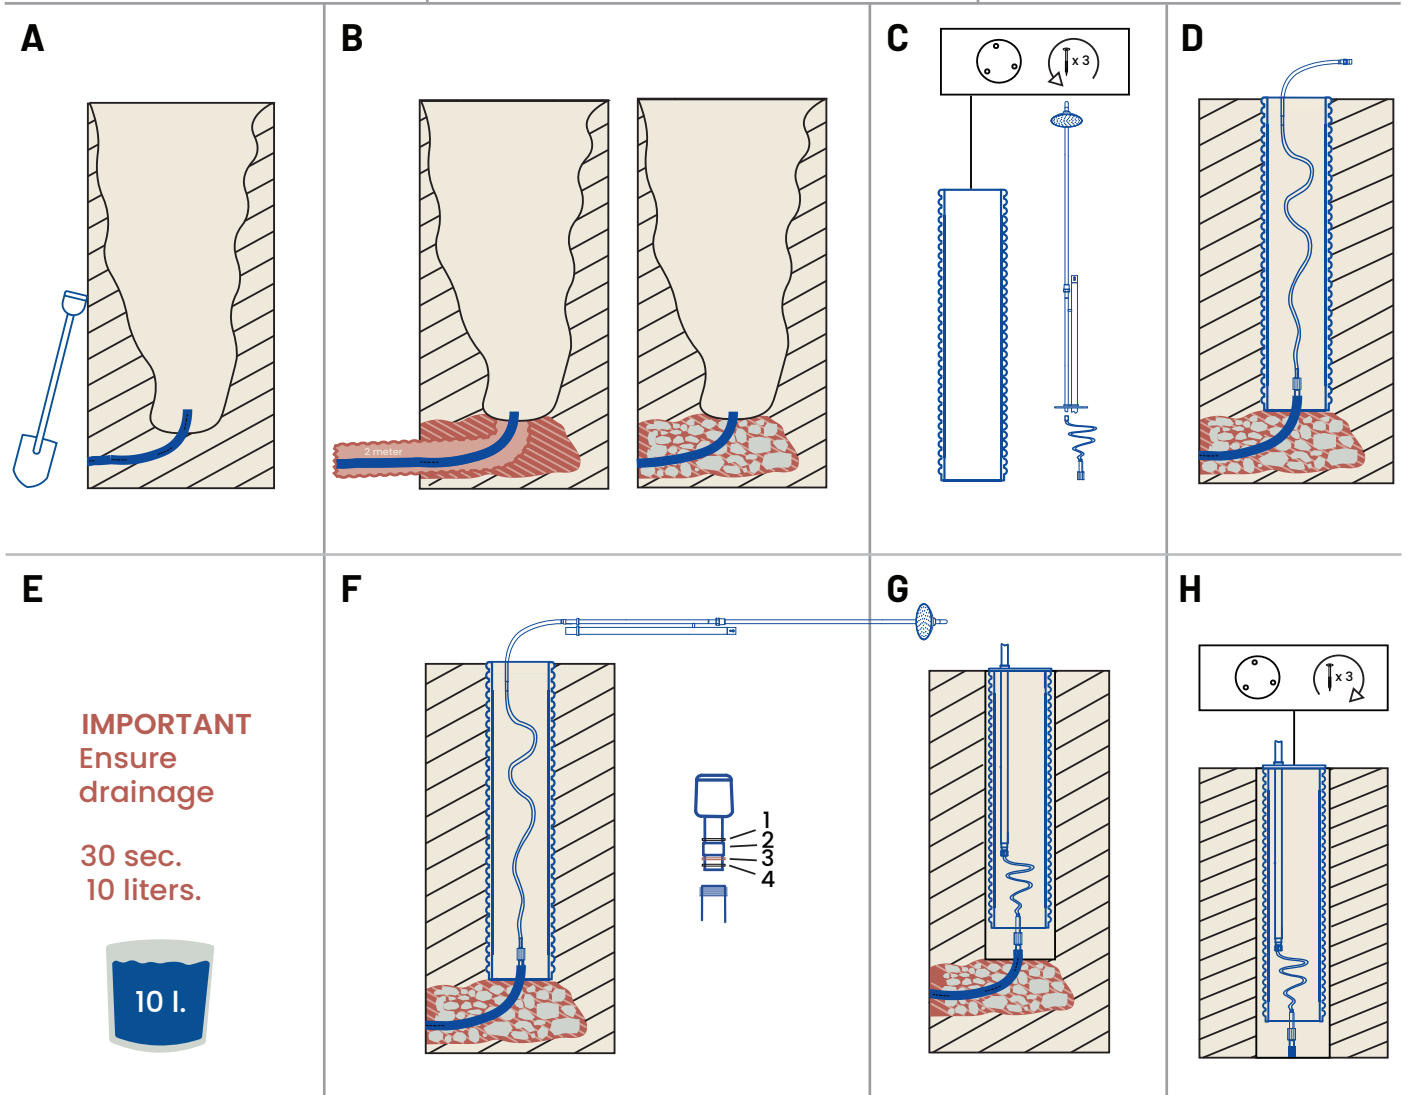 A
B
C
D
x 3
2 meter
E
F
G
H
IMPORTANT
Ensure
drainage
30 sec.
10 liters.
10 l.
1
2
3
4
x 3